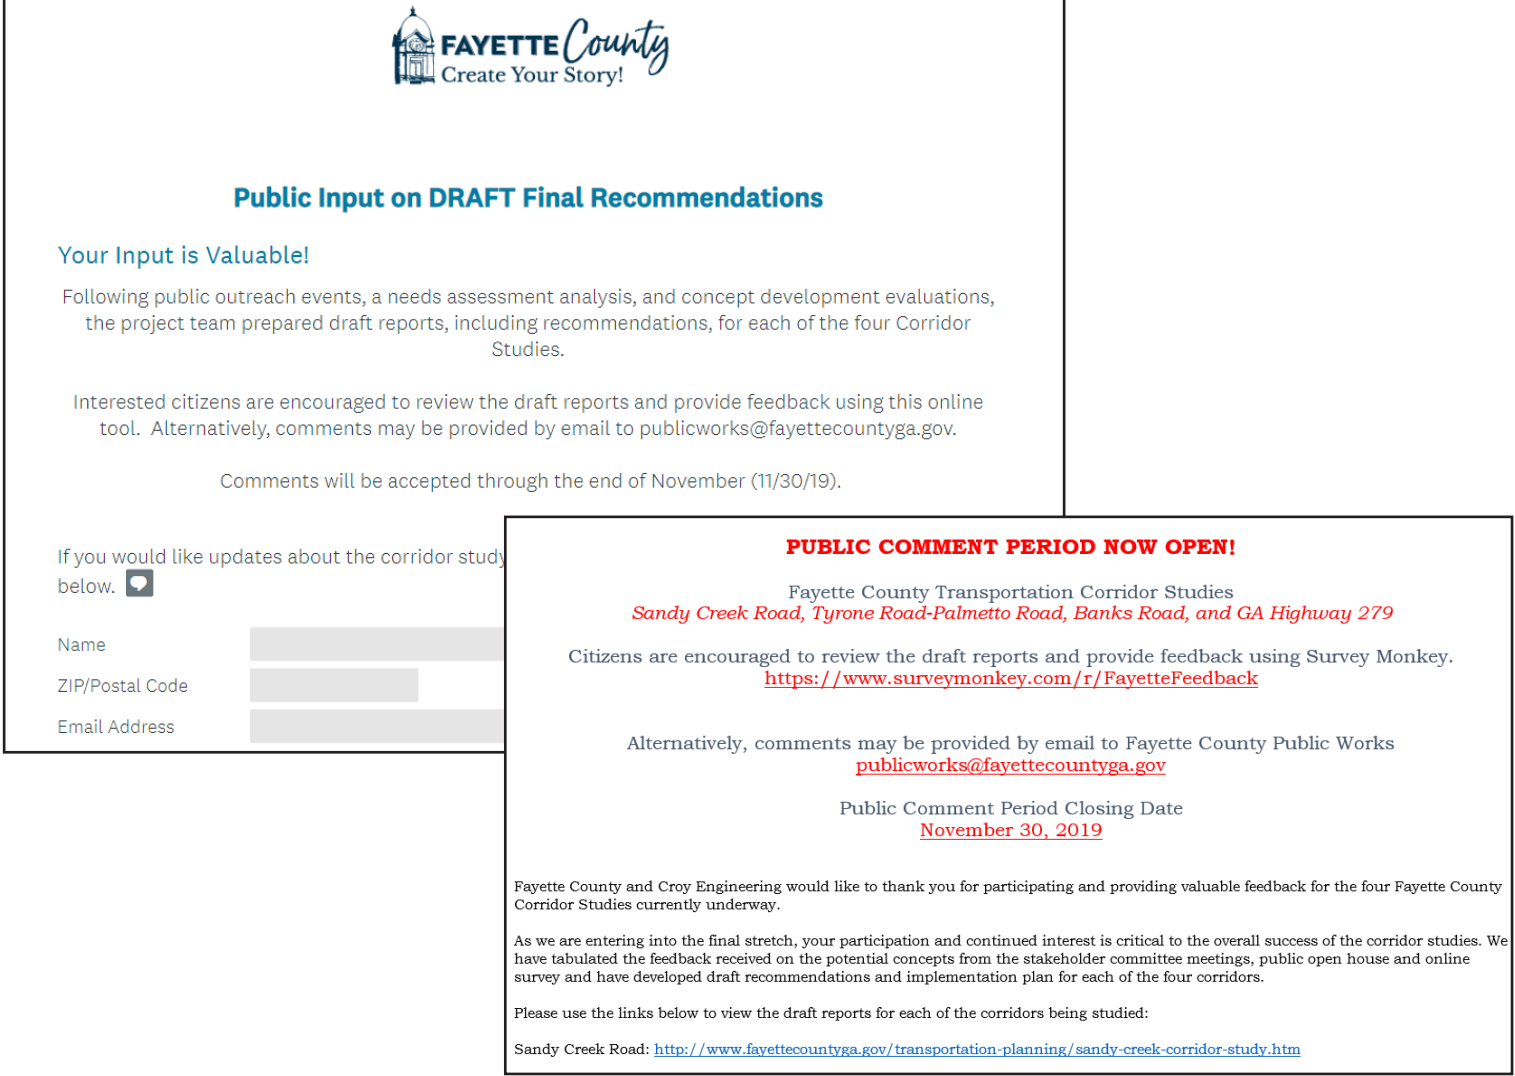 FAYETTE County
Create Your Story!
Public Input on DRAFT Final Recommendations
Your Input is Valuable!
Following public outreach events, a needs assessment analysis, and concept development evaluations,
the project team prepared draft reports, including recommendations, for each of the four Corridor
Studies.
Interested citizens are encouraged to review the draft reports and provide feedback using this online
tool.  Alternatively, comments may be provided by email to publicworks@fayettecountyga.gov.
Comments will be accepted through the end of November (11/30/19).
If you would like updates about the corridor study
below.
Name
ZIP/Postal Code
Email Address
PUBLIC COMMENT PERIOD NOW OPEN!
Fayette County Transportation Corridor Studies
Sandy Creek Road, Tyrone Road-Palmetto Road, Banks Road, and GA Highway 279
Citizens are encouraged to review the draft reports and provide feedback using Survey Monkey.
https://www.surveymonkey.com/r/FayetteFeedback
Alternatively, comments may be provided by email to Fayette County Public Works
publicworks@fayettecountyga.gov
Public Comment Period Closing Date
November 30, 2019
Fayette County and Croy Engineering would like to thank you for participating and providing valuable feedback for the four Fayette County
Corridor Studies currently underway.
As we are entering into the final stretch, your participation and continued interest is critical to the overall success of the corridor studies. We
have tabulated the feedback received on the potential concepts from the stakeholder committee meetings, public open house and online
survey and have developed draft recommendations and implementation plan for each of the four corridors.
Please use the links below to view the draft reports for each of the corridors being studied:
Sandy Creek Road: http://www.fayettecountyga.gov/transportation-planning/sandy-creek-corridor-study.htm